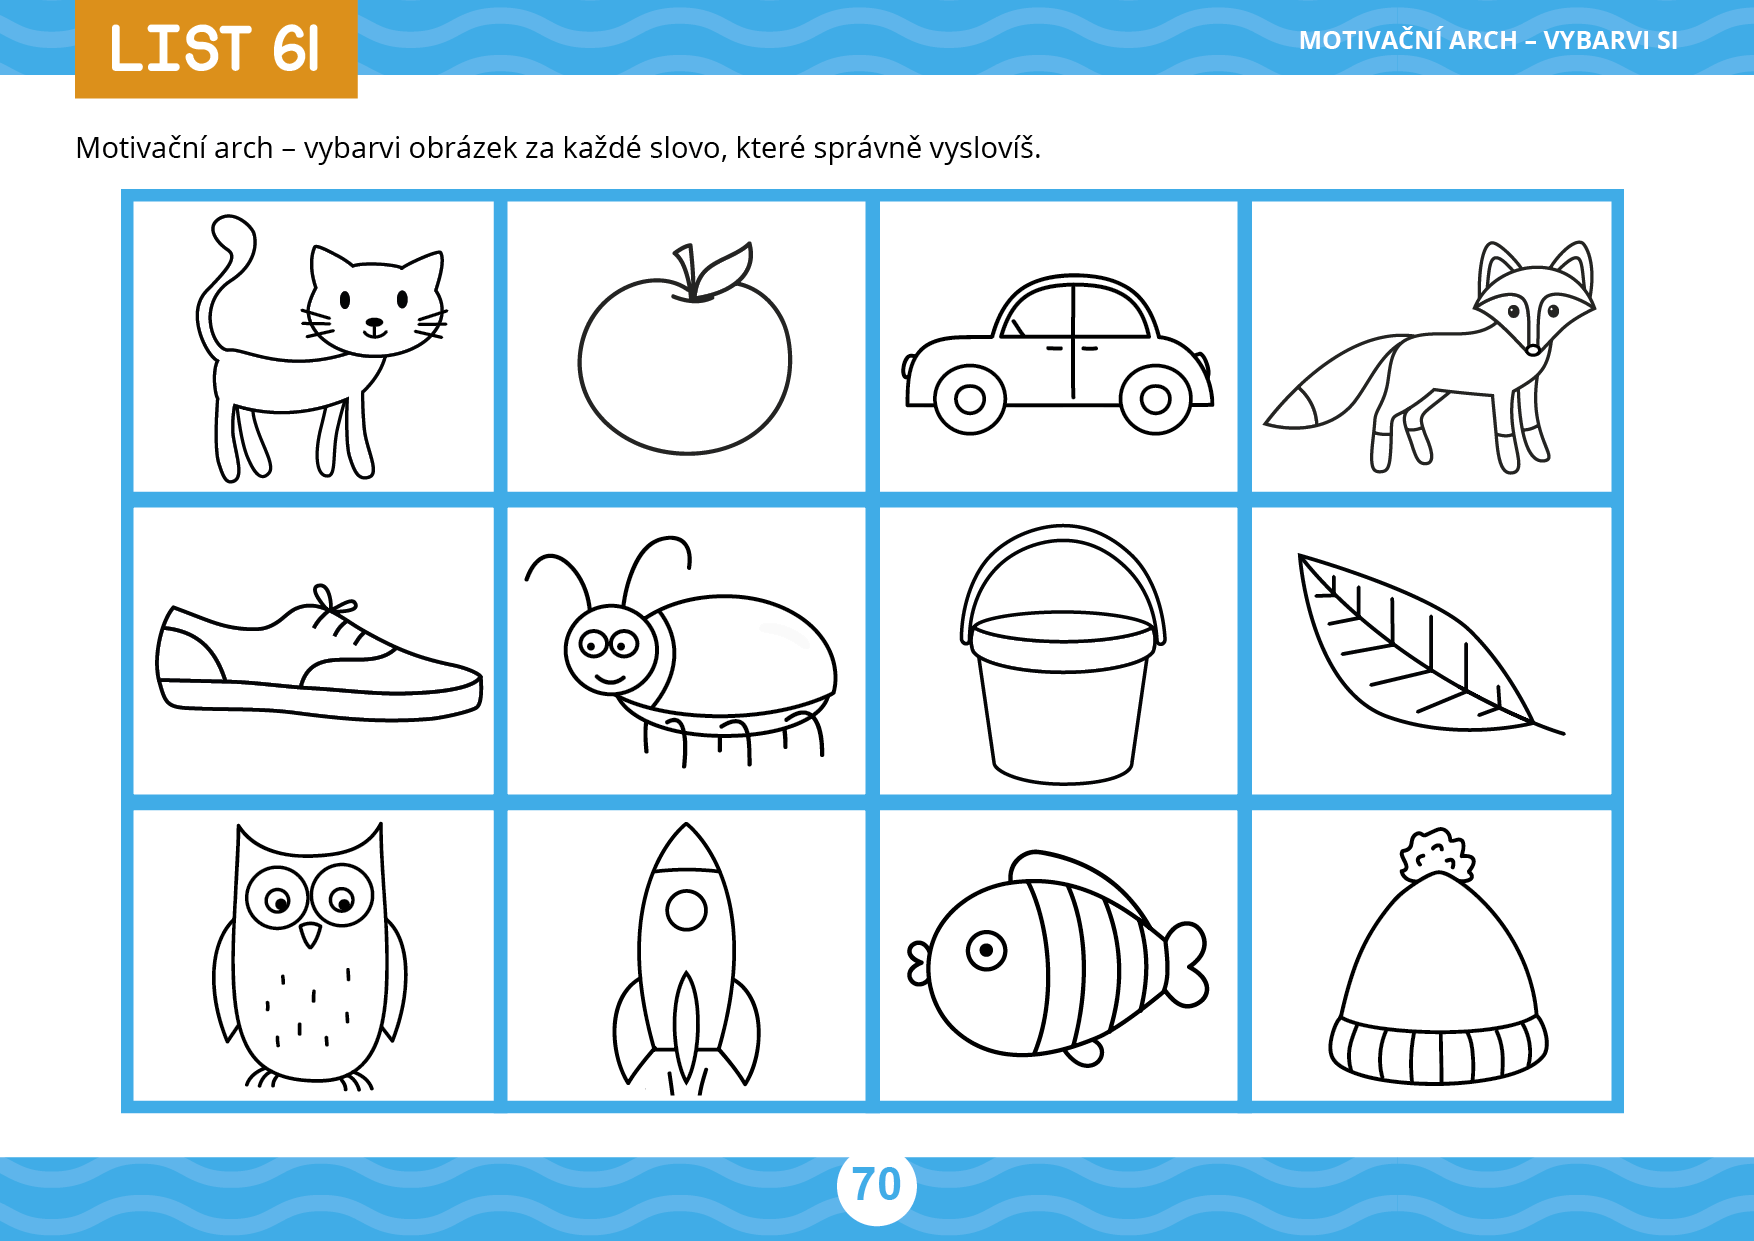 LIST 61
MOTIVAČNÍ ARCH – VYBARVI SI
Motivační arch – vybarvi obrázek za každé slovo, které správně vyslovíš.
70